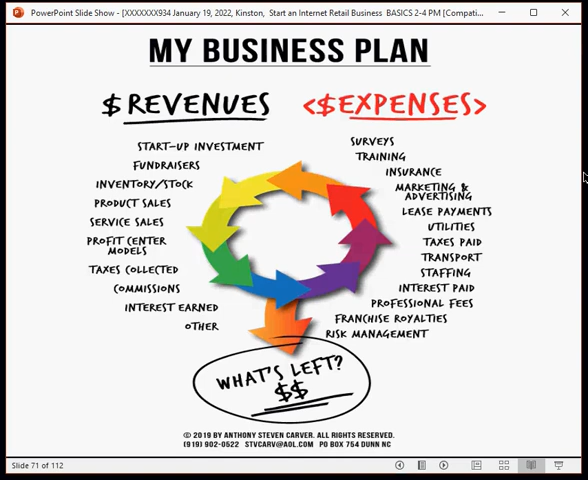 PowerPoint Slide Show - [XXXXXXX934 January 19, 2022, Kinston, Start an Internet Retail Business BASICS 2-4 PM [Compati...
MY BUSINESS PLAN
$ REVENUES
<$EXPENSES>
START-UP INVESTMENT
FUNDRAISERS
INVENTORY/STOCK
PRODUCT SALES
SERVICE SALES
PROFIT CENTER
MODELS
TAXES COLLECTED
COMMISSIONS
INTEREST EARNED
OTHER
SURVEYS
TRAINING
INSURANCE
MARKETING &
ADVERTISING
LEASE PAYMENTS
UTILITIES
TAXES PAID
TRANSPORT
STAFFING
INTEREST PAID
PROFESSIONAL FEES
FRANCHISE ROYALTIES
RISK MANAGEMENT
WHAT'S LEFT?
$$
© 2019 BY ANTHONY STEVEN CARVER. ALL RIGHTS RESERVED.
(919) 902-0522 STVCARV@AOL.COM PO BOX 754 DUNN NC
Slide 71 of 112